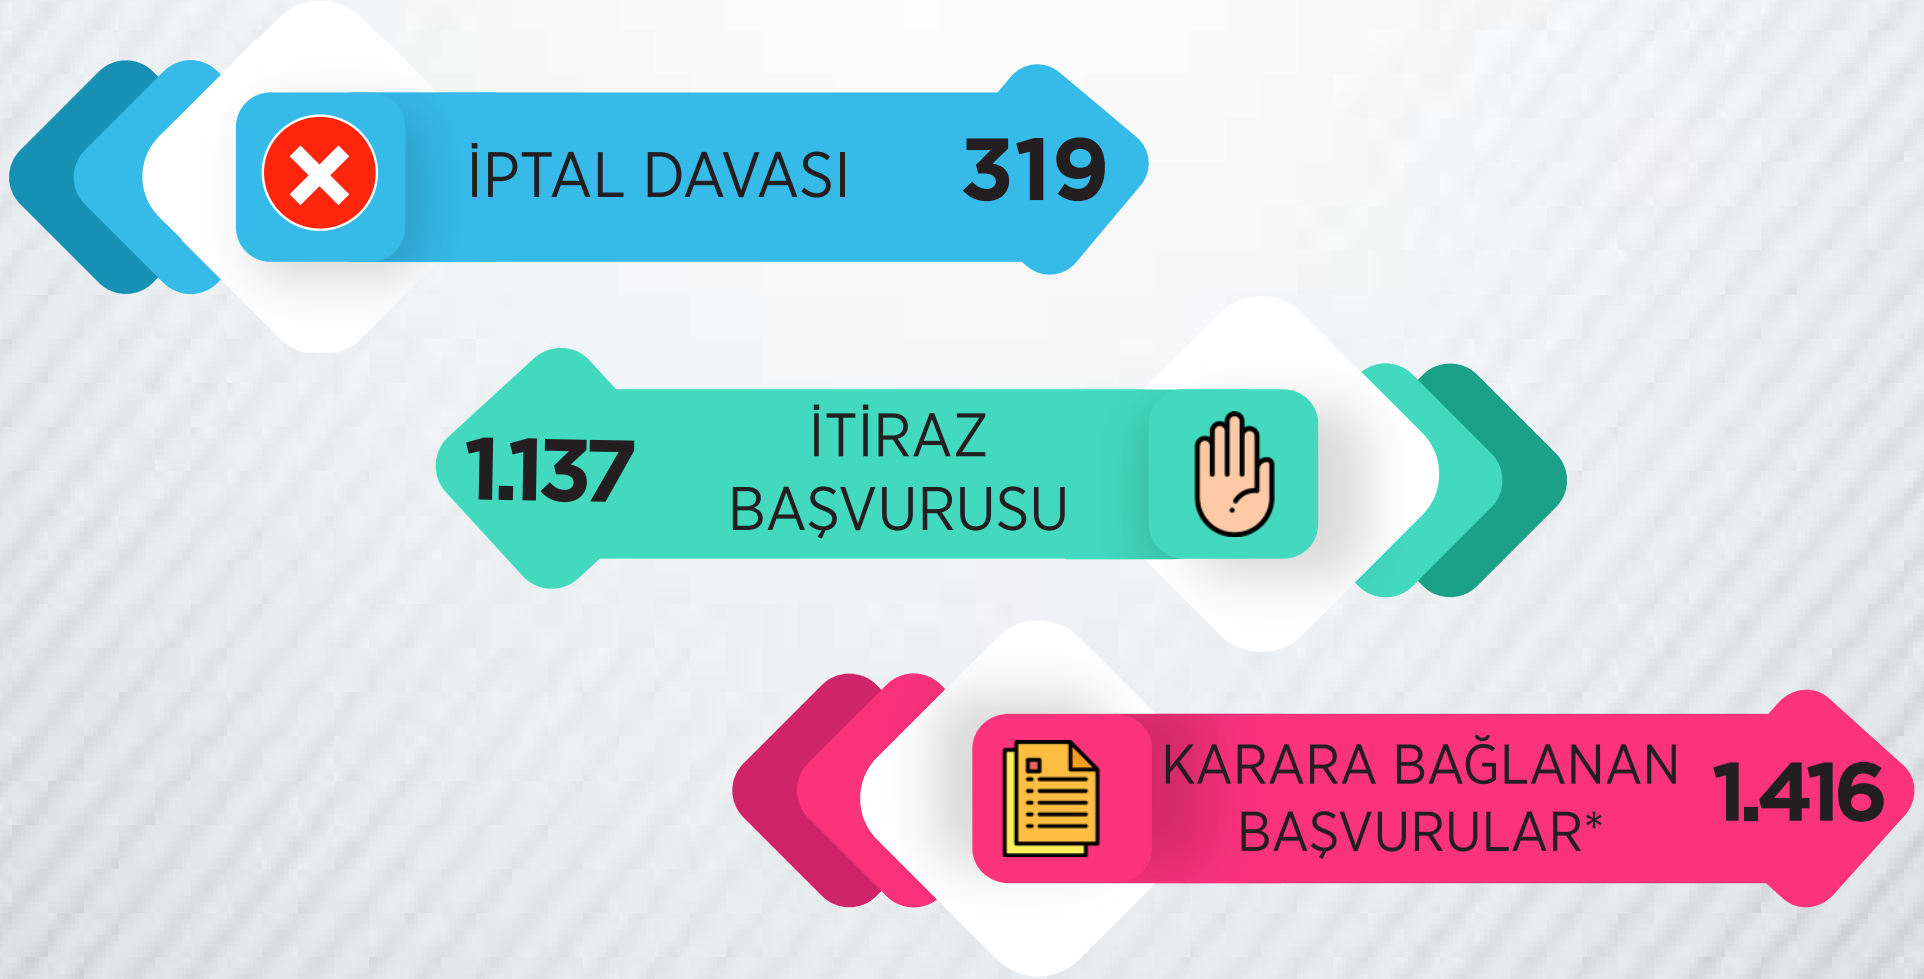 İPTAL DAVASI 319
1.137 İTİRAZ
BAŞVURUSU
KARARA BAĞLANAN
BAŞVURULAR* 1.416